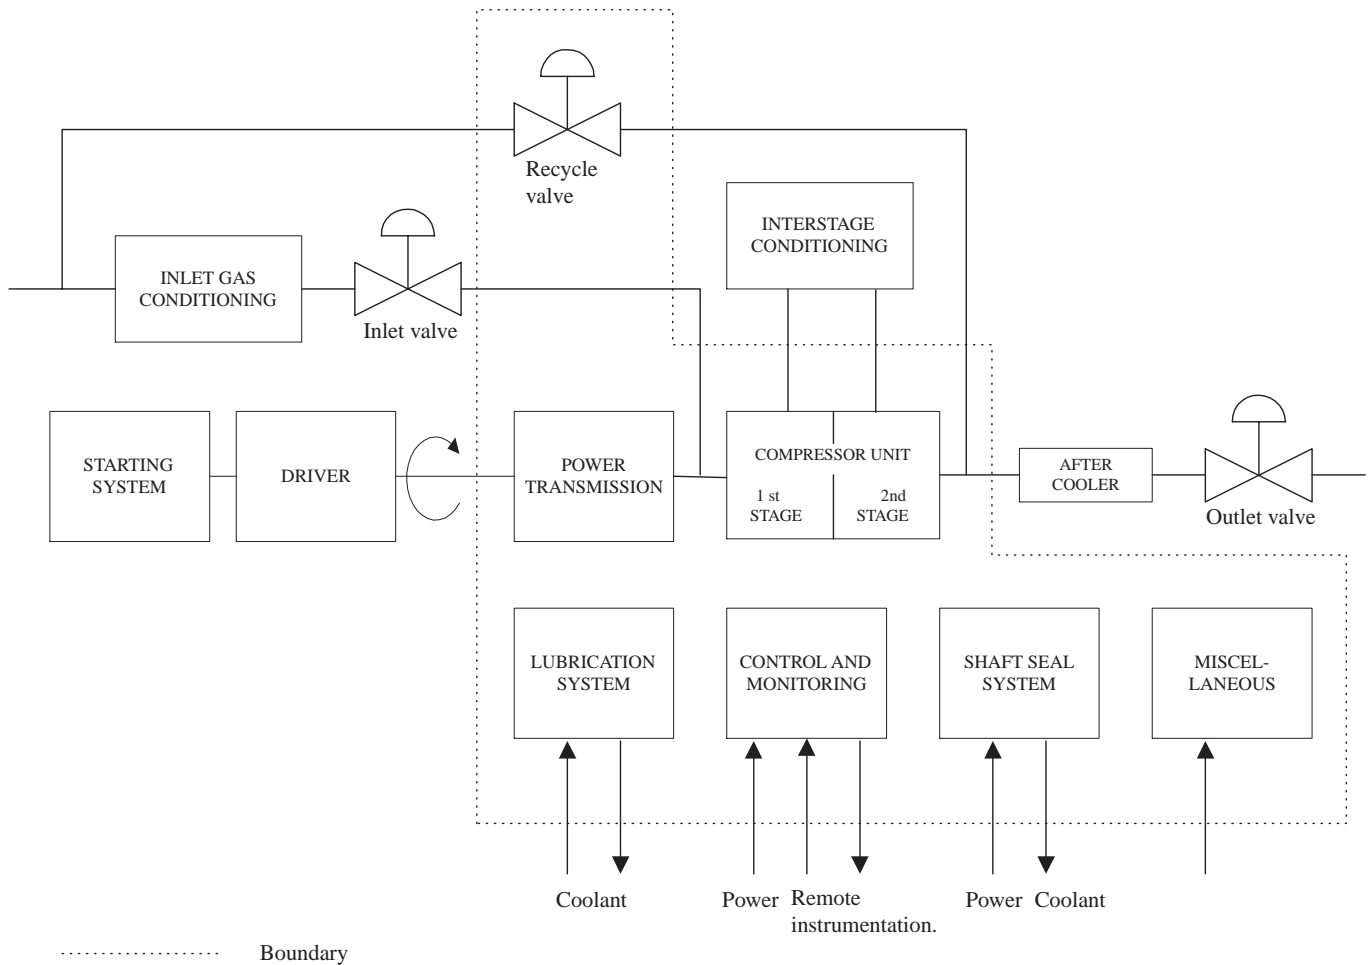 Recycle
valve
INTERSTAGE
CONDITIONING
INLET GAS
CONDITIONING
Inlet valve
STARTING
SYSTEM
DRIVER
POWER
TRANSMISSION
COMPRESSOR UNIT
1 st
STAGE
2nd
STAGE
AFTER
COOLER
Outlet valve
LUBRICATION
SYSTEM
CONTROL AND
MONITORING
SHAFT SEAL
SYSTEM
MISCEL-
LANEOUS
Coolant
Power
Remote
instrumentation.
Power
Coolant
Boundary